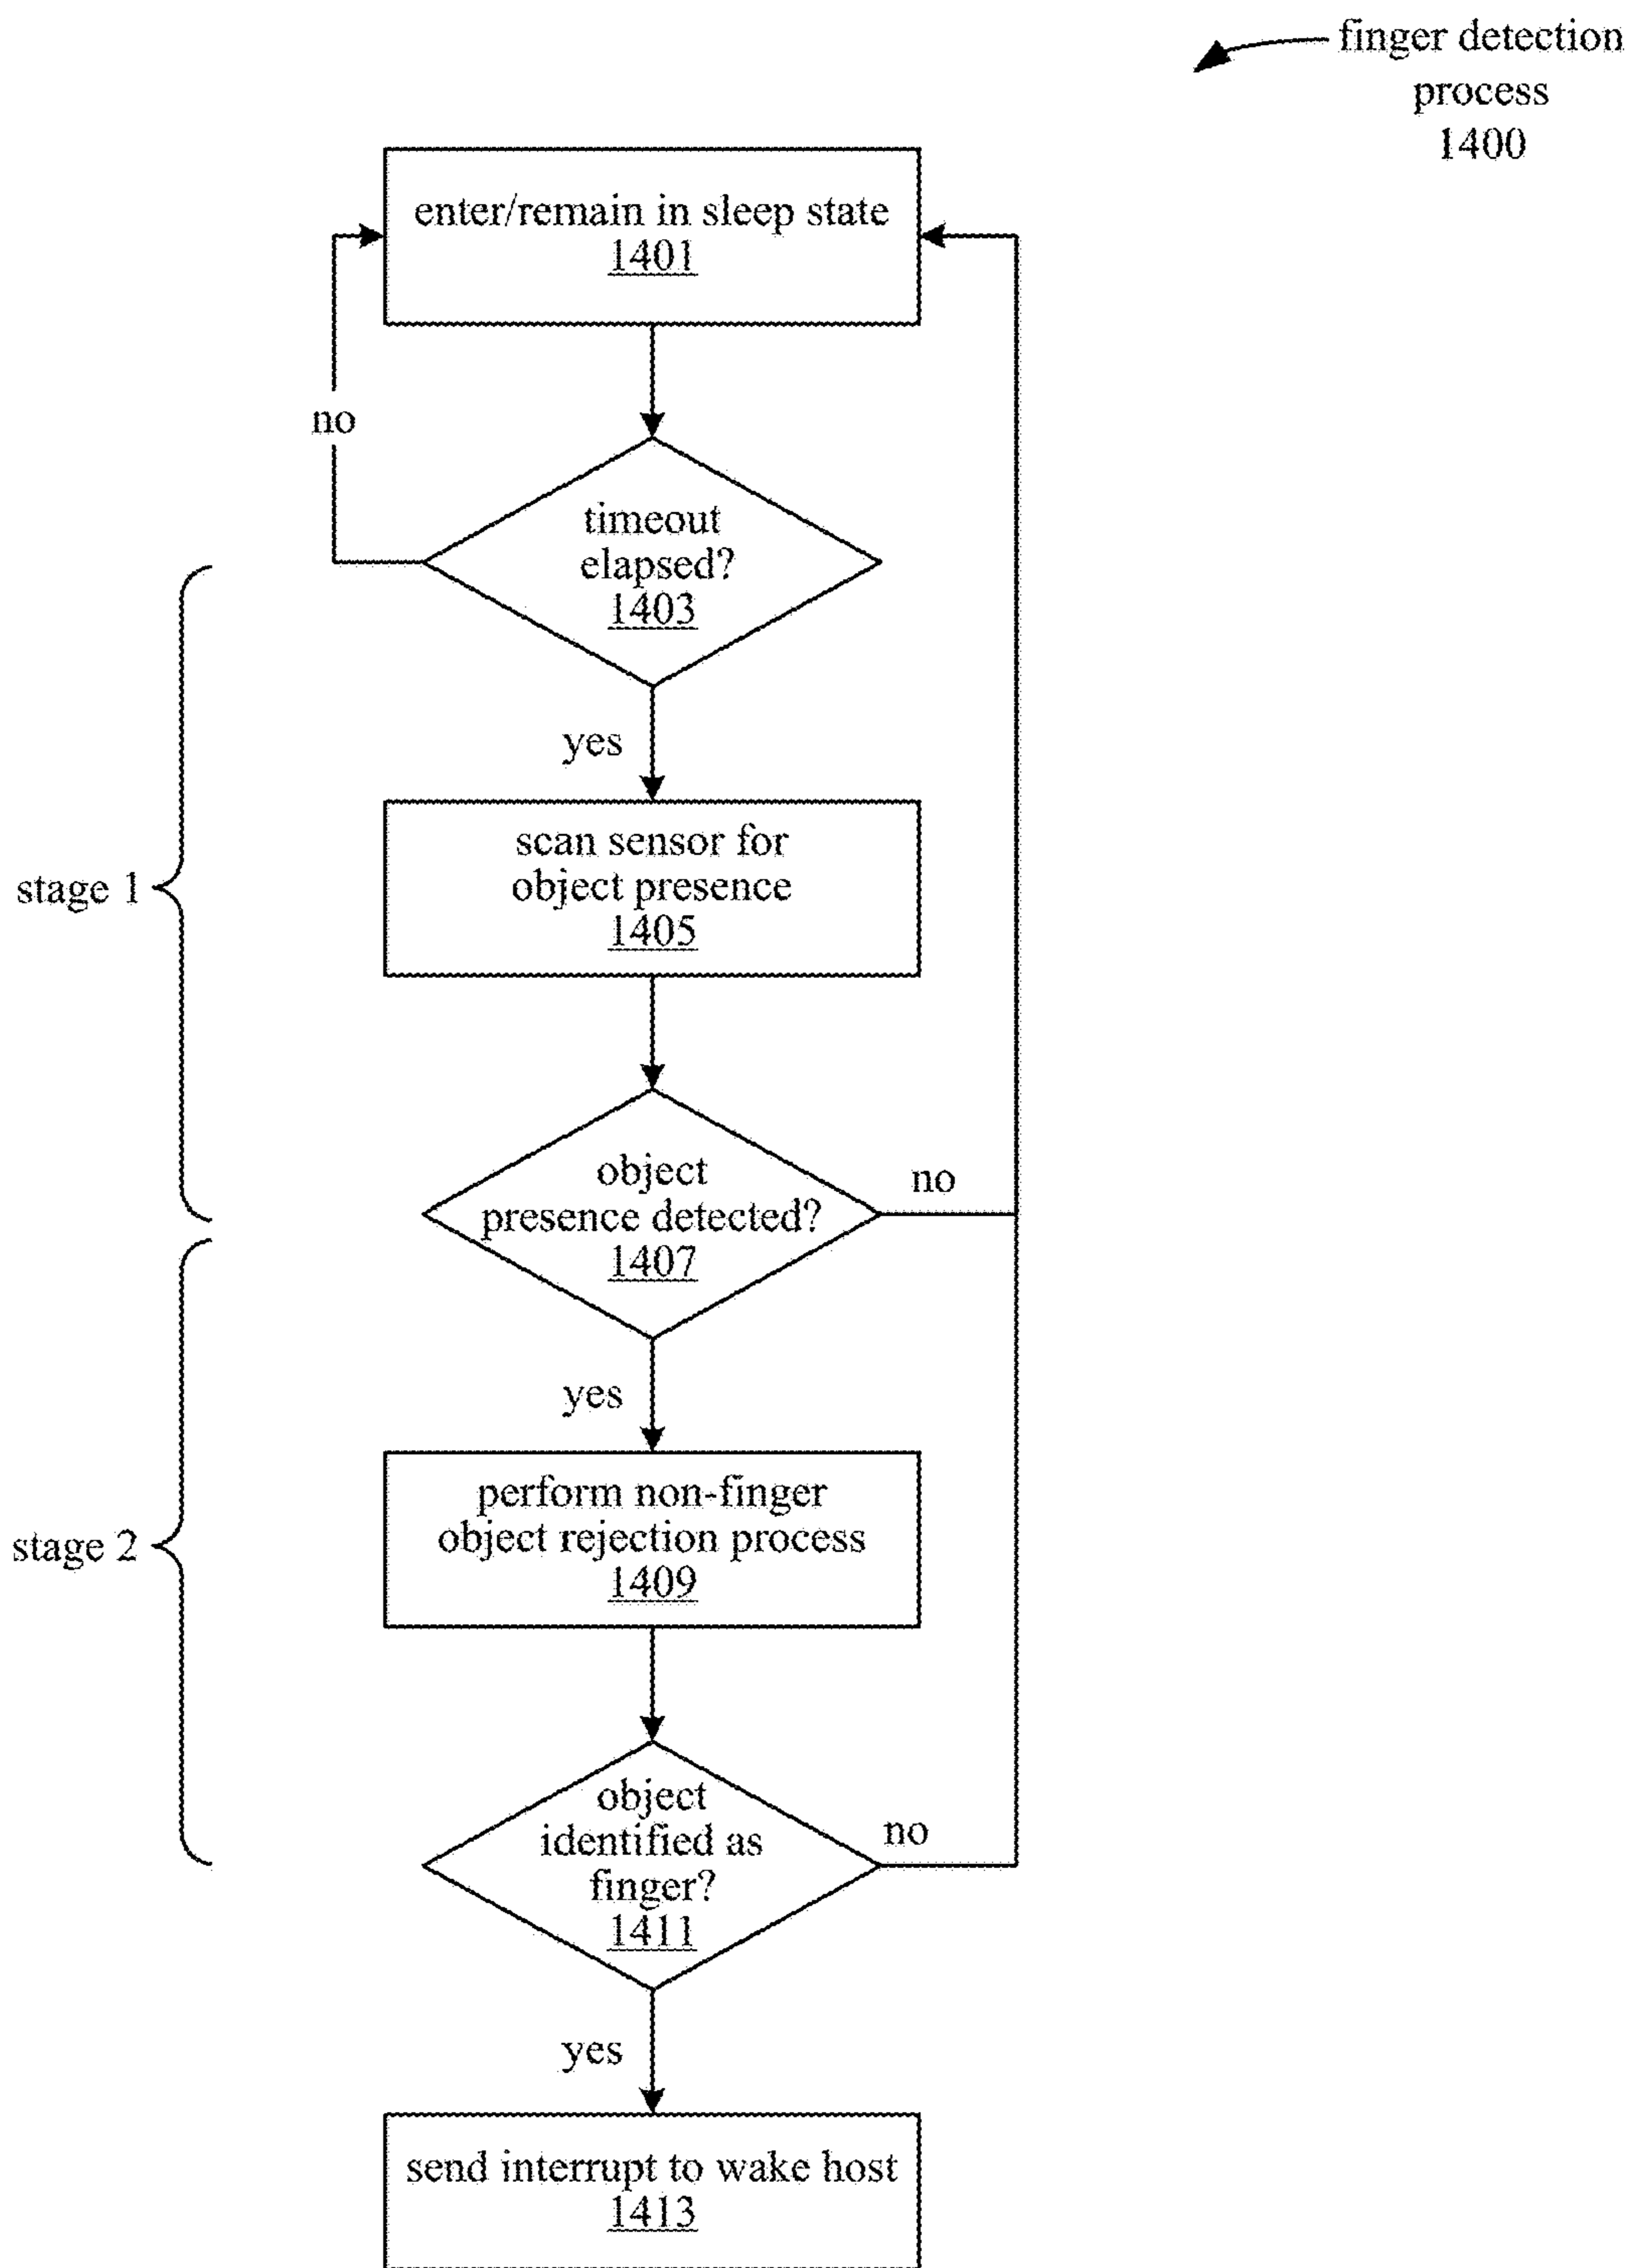 finger detection
process
1400
enter/remain in sleep state
1401
no
timeout
elapsed?
1403
yes
scan sensor for
object presence
1405
stage 1
object
presence detected?
1407
no
yes
perform non-finger
object rejection process
1409
stage 2
object
identified as
finger?
1411
no
yes
send interrupt to wake host
1413